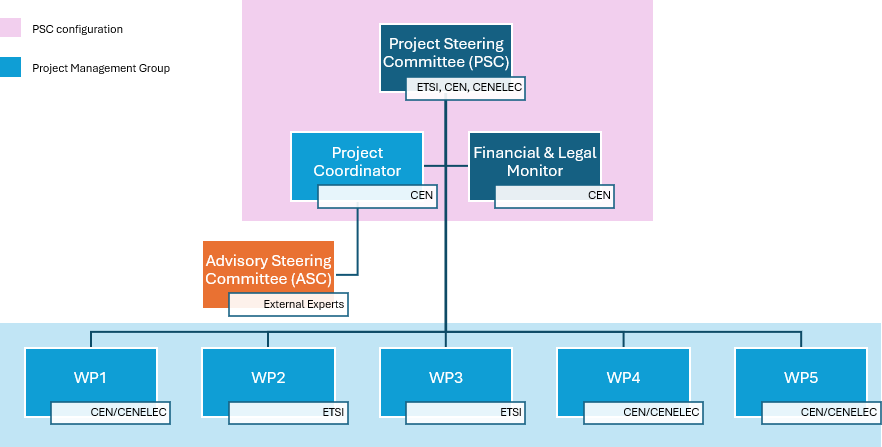 PSC configuration
Project Management Group
Project Steering
Committee (PSC)
ETSI, CEN, CENELEC
Project
Coordinator
CEN
Financial & Legal
Monitor
CEN
Advisory Steering
Committee (ASC)
External Experts
WP1
CEN/CENELEC
WP2
ETSI
WP3
ETSI
WP4
CEN/CENELEC
WP5
CEN/CENELEC